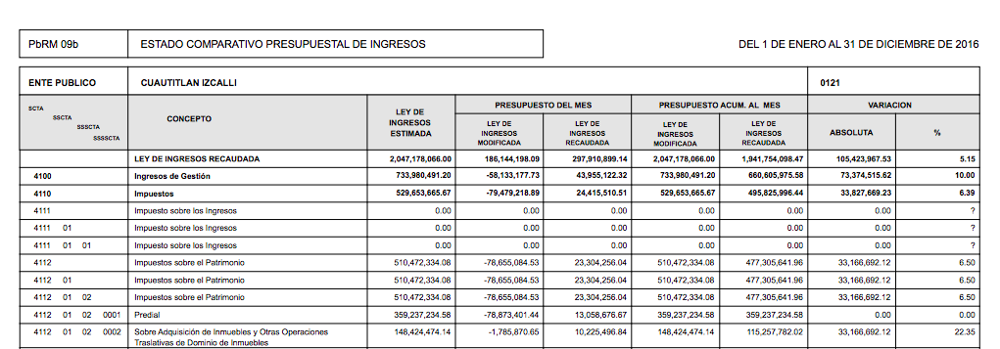 PbRM 09b ESTADO COMPARATIVO PRESUPUESTAL DE INGRESOS DEL 1 DE ENERO AL 31 DE DICIEMBRE DE 2016
ENTE PUBLICO CUAUTITLAN IZCALLI 0121
SCTA
SSCTA
SSSCTA
SSSSCTA
CONCEPTO
LEY DE
INGRESOS
ESTIMADA
PRESUPUESTO DEL MES
LEY DE
INGRESOS
MODIFICADA
LEY DE
INGRESOS
RECAUDADA
PRESUPUESTO ACUM. AL MES
LEY DE
INGRESOS
MODIFICADA
LEY DE
INGRESOS
RECAUDADA
VARIACION
ABSOLUTA %
LEY DE INGRESOS RECAUDADA 2,047,178,066.00 186,144,198.09 297,910,899.14 2,047,178,066.00 1,941,754,098.47 105,423,967.53 5.15
4100 Ingresos de Gestión 733,980,491.20 -58,133,177.73 43,955,122.32 733,980,491.20 660,605,975.58 73,374,515.62 10.00
4110 Impuestos 529,653,665.67 -79,479,218.89 24,415,510.51 529,653,665.67 495,825,996.44 33,827,669.23 6.39
4111 Impuesto sobre los Ingresos 0.00 0.00 0.00 0.00 0.00 0.00 ?
4111 01 Impuesto sobre los Ingresos 0.00 0.00 0.00 0.00 0.00 0.00 ?
4111 01 01 Impuesto sobre los Ingresos 0.00 0.00 0.00 0.00 0.00 0.00 ?
4112 Impuestos sobre el Patrimonio 510,472,334.08 -78,655,084.53 23,304,256.04 510,472,334.08 477,305,641.96 33,166,692.12 6.50
4112 01 Impuestos sobre el Patrimonio 510,472,334.08 -78,655,084.53 23,304,256.04 510,472,334.08 477,305,641.96 33,166,692.12 6.50
4112 01 02 Impuestos sobre el Patrimonio 510,472,334.08 -78,655,084.53 23,304,256.04 510,472,334.08 477,305,641.96 33,166,692.12 6.50
4112 01 02 0001 Predial 359,237,234.58 -78,873,401.44 13,058,676.67 359,237,234.58 359,237,234.58 0.00 0.00
4112 01 02 0002 Sobre Adquisición de Inmuebles y Otras Operaciones 148,424,474.14 -1,785,870.65 10,225,496.84 148,424,474.14 115,257,782.02 33,166,692.12 22.35
Traslativas de Dominio de Inmuebles